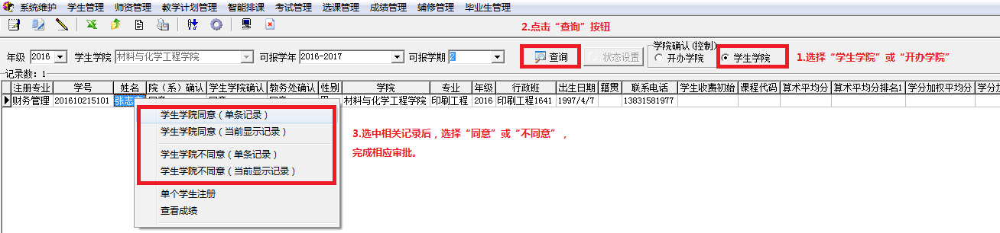 系统维护 学生管理 师资管理 教学计划管理 智能排课 考试管理 选课管理 成绩管理 辅修管理 毕业生管理
2.点击“查询”按钮
学院确认(控制)
年级 2016 学生学院 材料与化学工程学院 可报学年 2016-2017 可报学期 2 查询 状态设置 开办学院 学生学院 1.选择“学生学院”或“开办学院”
记录数：1
注册专业 学号 姓名 院（系）确认 学生学院确认 教务处确认 性别 学院 专业 年级 行政班 出生日期 籍贯 联系电话 学生收费初始 课程代码 算术平均分 算术平均分排名1 学分加权平均分 学分加
财务管理 201610215101 张志 材料与化学工程学院 印刷工程 2016 印刷工程1641 1997/4/7 13831581977
学生学院同意（单条记录）
学生学院同意（当前显示记录）
学生学院不同意（单条记录）
学生学院不同意（当前显示记录）
单个学生注册
查看成绩
3.选中相关记录后，选择“同意”或“不同意”，
完成相应审批。